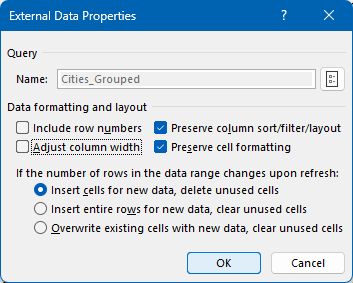 External Data Properties
Query
Name: Cities_Grouped
Data formatting and layout
Include row numbers Preserve column sort/filter/layout
Adjust column width Preserve cell formatting
If the number of rows in the data range changes upon refresh:
Insert cells for new data, delete unused cells
Insert entire rows for new data, clear unused cells
Overwrite existing cells with new data, clear unused cells
OK Cancel